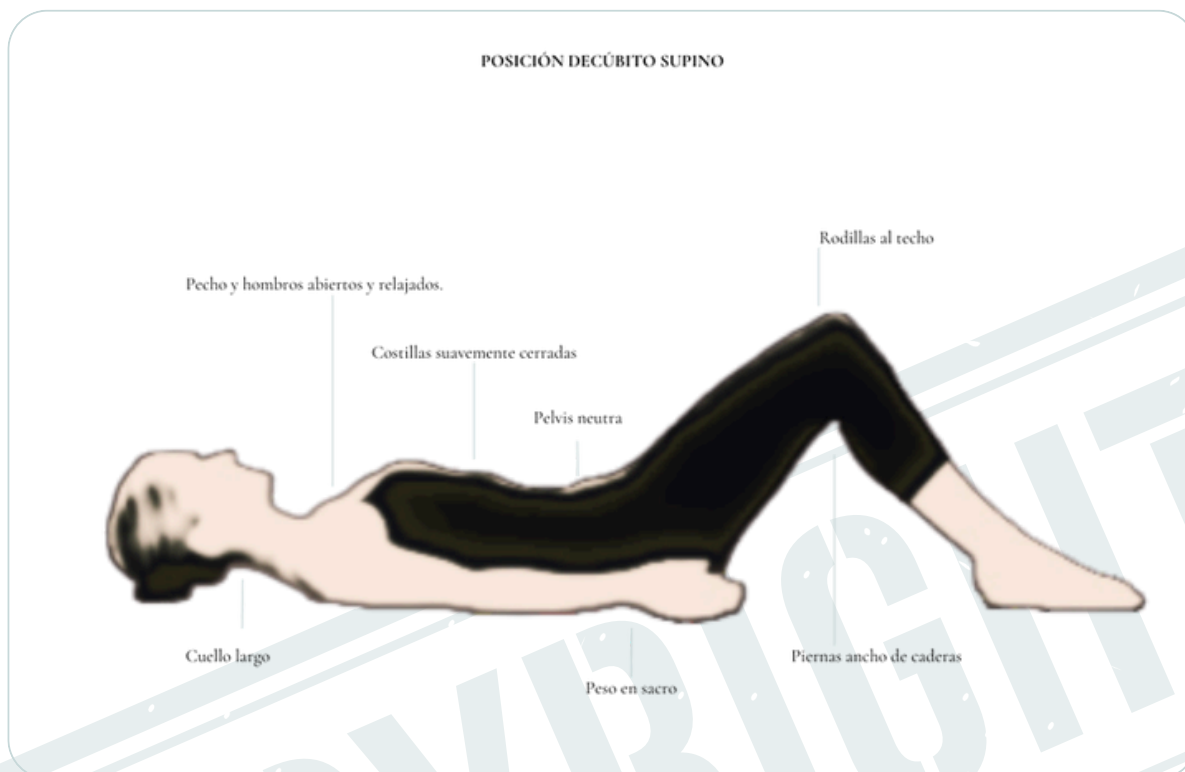 POSICIÓN DECÚBITO SUPINO
Rodillas al techo
Pecho y hombros abiertos y relajados.
Costillas suavemente cerradas
Pelvis neutra
Cuello largo
Piernas ancho de caderas
Peso en sacro